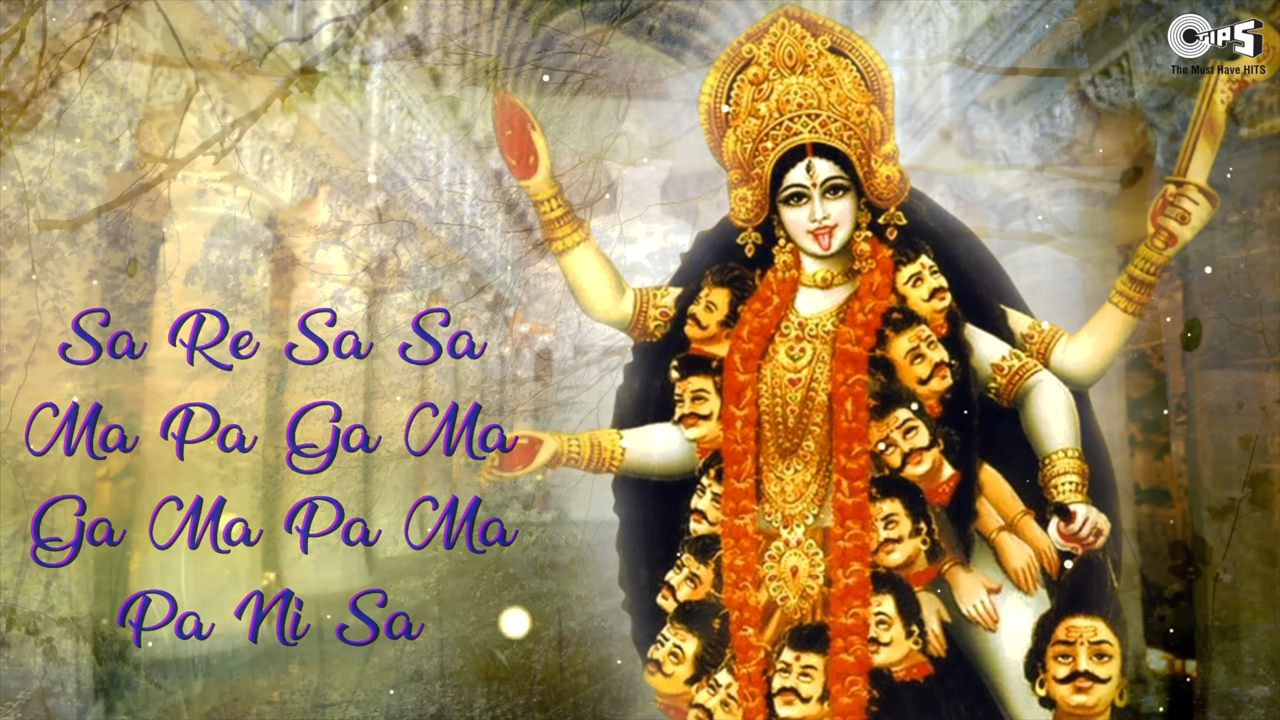 TIPS
The Must Have HITS
Sa Re Sa Sa
Ma Pa Ga Ma
Ga Ma Pa Ma
Pa Ni Sa